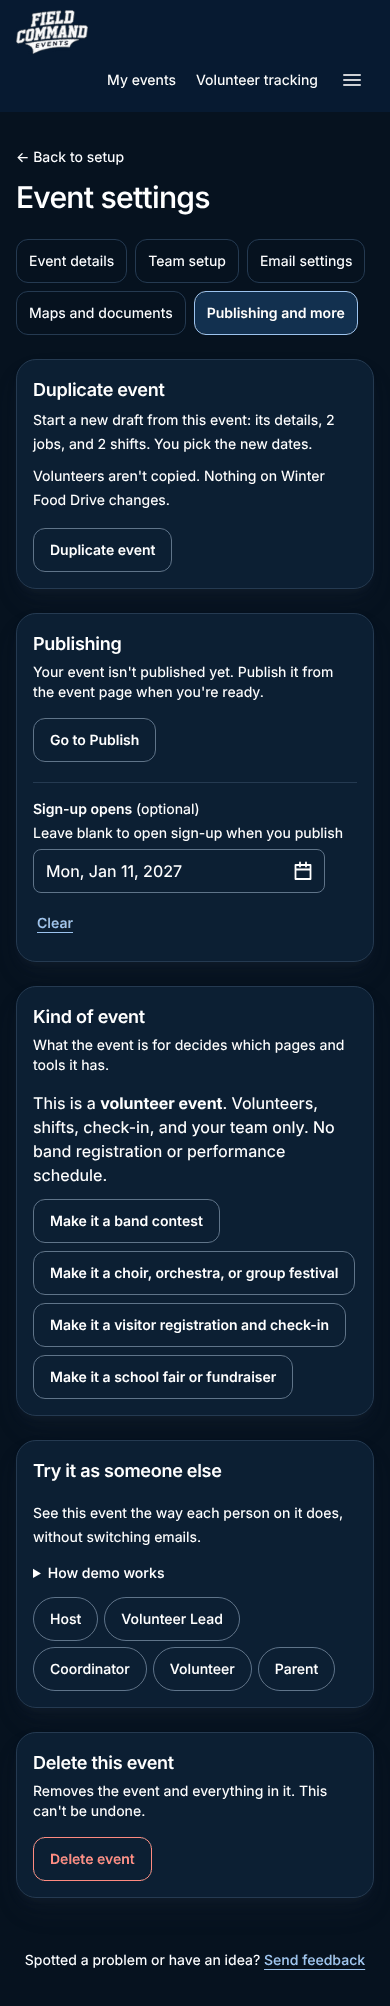 FIELD
COMMAND
EVENTS
My events Volunteer tracking
← Back to setup
Event settings
Event details Team setup Email settings
Maps and documents Publishing and more
Duplicate event
Start a new draft from this event: its details, 2
jobs, and 2 shifts. You pick the new dates.
Volunteers aren't copied. Nothing on Winter
Food Drive changes.
Duplicate event
Publishing
Your event isn't published yet. Publish it from
the event page when you're ready.
Go to Publish
Sign-up opens (optional)
Leave blank to open sign-up when you publish
Mon, Jan 11, 2027
Clear
Kind of event
What the event is for decides which pages and
tools it has.
This is a volunteer event. Volunteers,
shifts, check-in, and your team only. No
band registration or performance
schedule.
Make it a band contest
Make it a choir, orchestra, or group festival
Make it a visitor registration and check-in
Make it a school fair or fundraiser
Try it as someone else
See this event the way each person on it does,
without switching emails.
▶ How demo works
Host Volunteer Lead
Coordinator Volunteer Parent
Delete this event
Removes the event and everything in it. This
can't be undone.
Delete event
Spotted a problem or have an idea? Send feedback